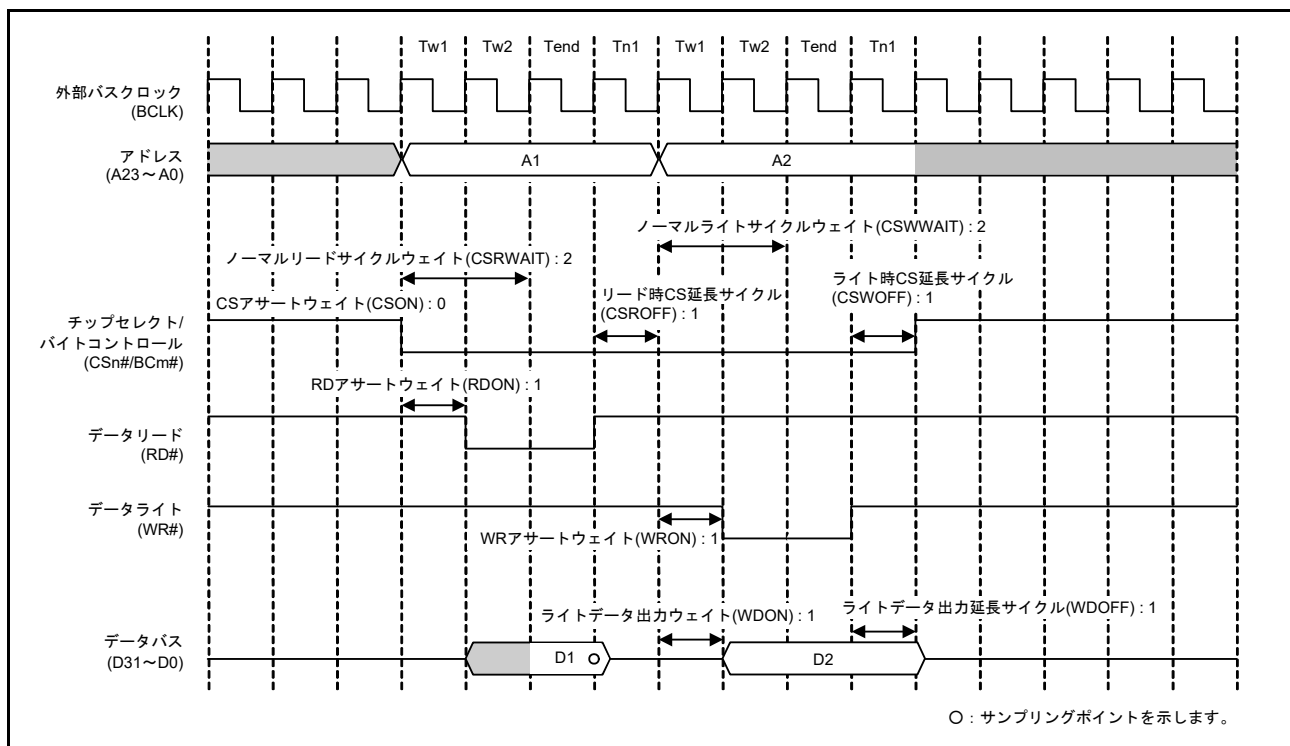 Tw1 Tw2 Tend Tn1 Tw1 Tw2 Tend Tn1
外部バスクロック
(BCLK)
アドレス
(A23～A0)
A1
A2
ノーマルライトサイクルウェイト(CSWWAIT) : 2
ノーマルリードサイクルウェイト(CSRWAIT) : 2
CSアサートウェイト(CSON) : 0
リード時CS延長サイクル
(CSROFF) : 1
ライト時CS延長サイクル
(CSWOFF) : 1
チップセレクト/
バイトコントロール
(CSn#/BCm#)
RDアサートウェイト(RDON) : 1
データリード
(RD#)
データライト
(WR#)
WRアサートウェイト(WRON) : 1
ライトデータ出力ウェイト(WDON) : 1
ライトデータ出力延長サイクル(WDOFF) : 1
データバス
(D31～D0)
D1
D2
○ : サンプリングポイントを示します。